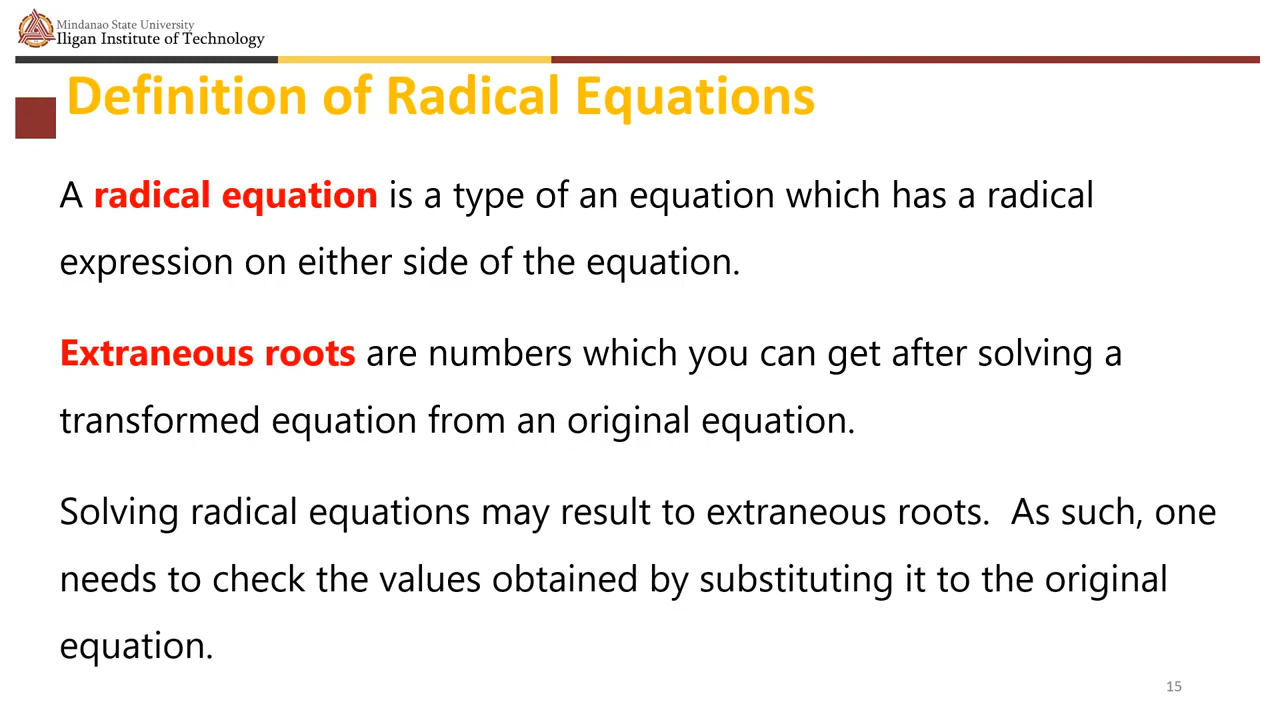 Mindanao State University
Iligan Institute of Technology
Definition of Radical Equations
A radical equation is a type of an equation which has a radical
expression on either side of the equation.
Extraneous roots are numbers which you can get after solving a
transformed equation from an original equation.
Solving radical equations may result to extraneous roots.  As such, one
needs to check the values obtained by substituting it to the original
equation.
15